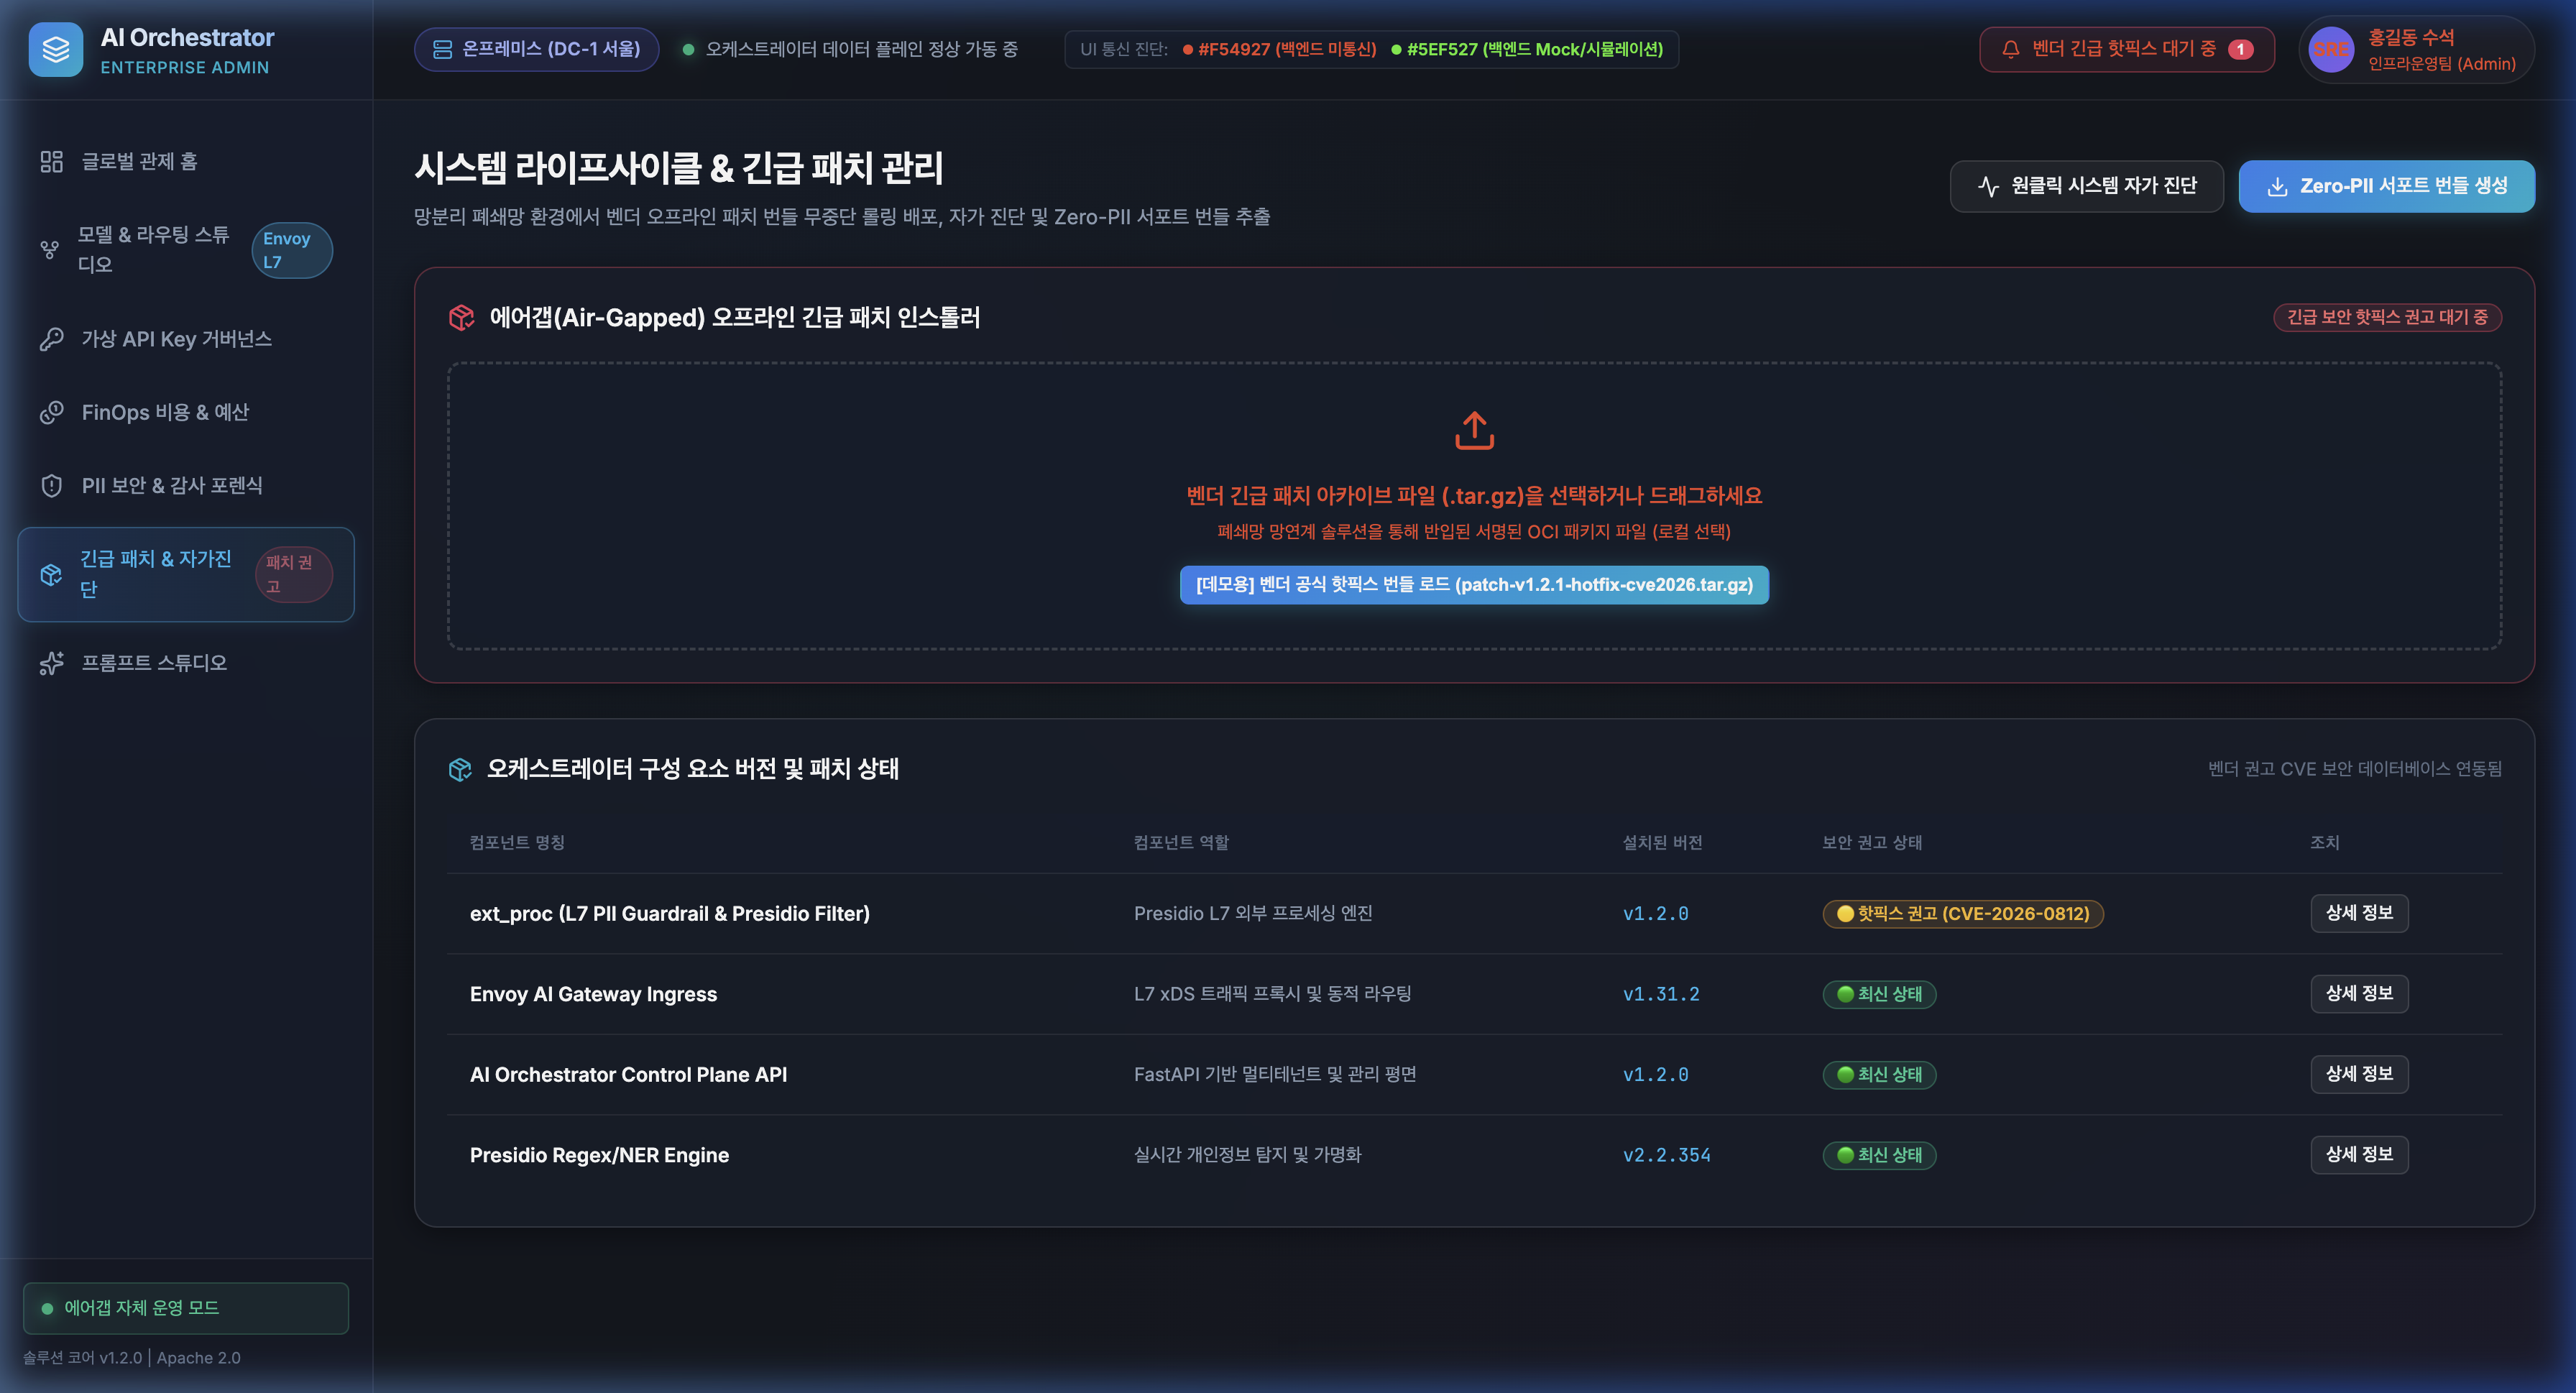 AI Orchestrator
ENTERPRISE ADMIN
글로벌 관제 홈
모델 & 라우팅 스튜
디오
Envoy
L7
가상 API Key 거버넌스
FinOps 비용 & 예산
PII 보안 & 감사 포렌식
긴급 패치 & 자가진
단
패치 권
고
프롬프트 스튜디오
에어갭 자체 운영 모드
솔루션 코어 v1.2.0 | Apache 2.0
온프레미스 (DC-1 서울)
오케스트레이터 데이터 플레인 정상 가동 중
UI 통신 진단: #F54927 (백엔드 미통신) #5EF527 (백엔드 Mock/시뮬레이션)
벤더 긴급 핫픽스 대기 중 1
SRE
홍길동 수석
인프라운영팀 (Admin)
시스템 라이프사이클 & 긴급 패치 관리
망분리 폐쇄망 환경에서 벤더 오프라인 패치 번들 무중단 롤링 배포, 자가 진단 및 Zero-PII 서포트 번들 추출
원클릭 시스템 자가 진단
Zero-PII 서포트 번들 생성
에어갭(Air-Gapped) 오프라인 긴급 패치 인스톨러
긴급 보안 핫픽스 권고 대기 중
벤더 긴급 패치 아카이브 파일 (.tar.gz)을 선택하거나 드래그하세요
폐쇄망 망연계 솔루션을 통해 반입된 서명된 OCI 패키지 파일 (로컬 선택)
[데모용] 벤더 공식 핫픽스 번들 로드 (patch-v1.2.1-hotfix-cve2026.tar.gz)
오케스트레이터 구성 요소 버전 및 패치 상태
벤더 권고 CVE 보안 데이터베이스 연동됨
컴포넌트 명칭 컴포넌트 역할 설치된 버전 보안 권고 상태 조치
ext_proc (L7 PII Guardrail & Presidio Filter) Presidio L7 외부 프로세싱 엔진 v1.2.0 핫픽스 권고 (CVE-2026-0812) 상세 정보
Envoy AI Gateway Ingress L7 xDS 트래픽 프록시 및 동적 라우팅 v1.31.2 최신 상태 상세 정보
AI Orchestrator Control Plane API FastAPI 기반 멀티테넌트 및 관리 평면 v1.2.0 최신 상태 상세 정보
Presidio Regex/NER Engine 실시간 개인정보 탐지 및 가명화 v2.2.354 최신 상태 상세 정보